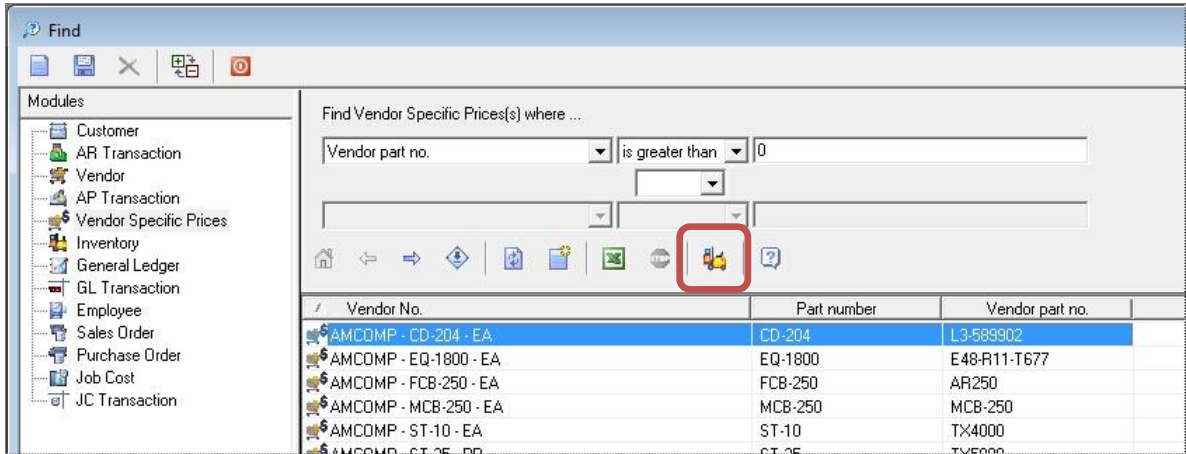 Find
Modules
Customer
AR Transaction
Vendor
AP Transaction
Vendor Specific Prices
Inventory
General Ledger
GL Transaction
Employee
Sales Order
Purchase Order
Job Cost
JC Transaction
Find Vendor Specific Prices(s) where ...
Vendor part no. is greater than 0
Vendor No. Part number Vendor part no.
AMCOMP - CD-204 - EA CD-204 L3-589902
AMCOMP - EQ-1800 - EA EQ-1800 E48-R11-T677
AMCOMP - FCB-250 - EA FCB-250 AR250
AMCOMP - MCB-250 - EA MCB-250 MCB-250
AMCOMP - ST-10 - EA ST-10 TX4000